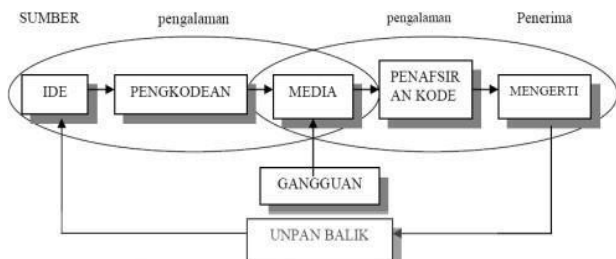 SUMBER pengalaman pengalaman Penerima
IDE PENGKODEAN MEDIA PENAFSIR
AN KODE MENGERTI
GANGGUAN
UNPAN BALIK